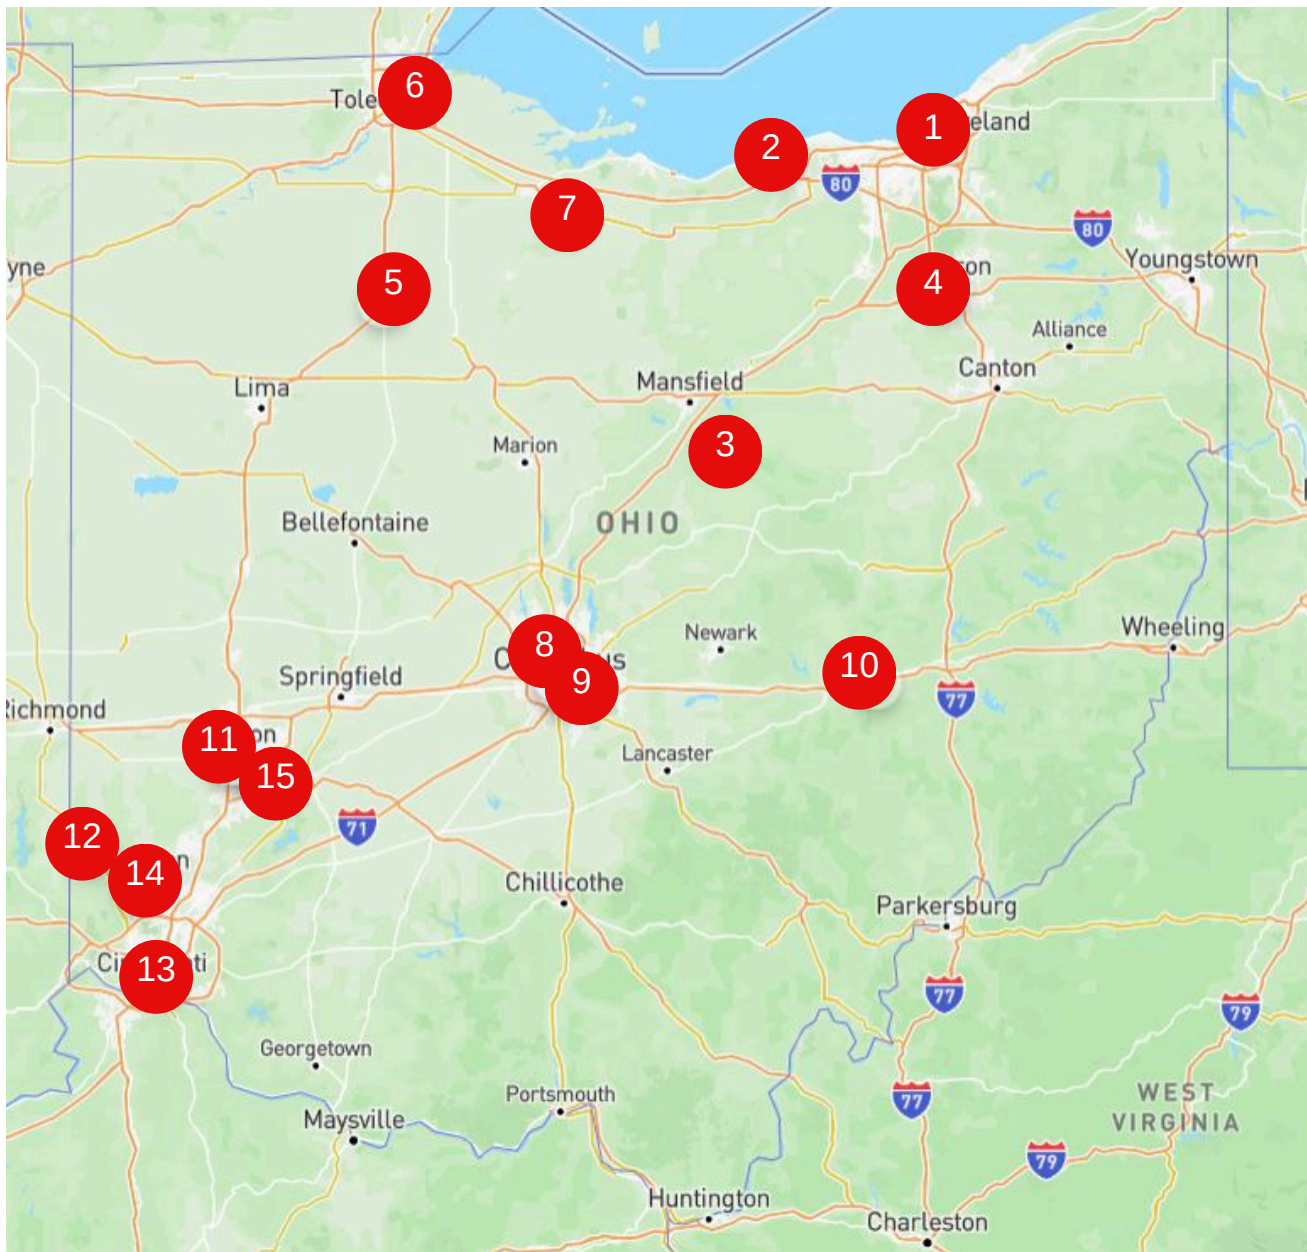 6
Tole
1
eland
2
80
7
80
yne
5
4
on
Youngstown
Alliance
Canton
Lima
Mansfield
Marion
3
OHIO
Bellefontaine
Newark
Wheeling
8
C
us
9
10
Springfield
77
Richmond
11
on
15
Lancaster
71
12
14
n
Chillicothe
Parkersburg
Ci
13
ti
77
79
Georgetown
Portsmouth
77
WEST
VIRGINIA
Maysville
79
Huntington
Charleston